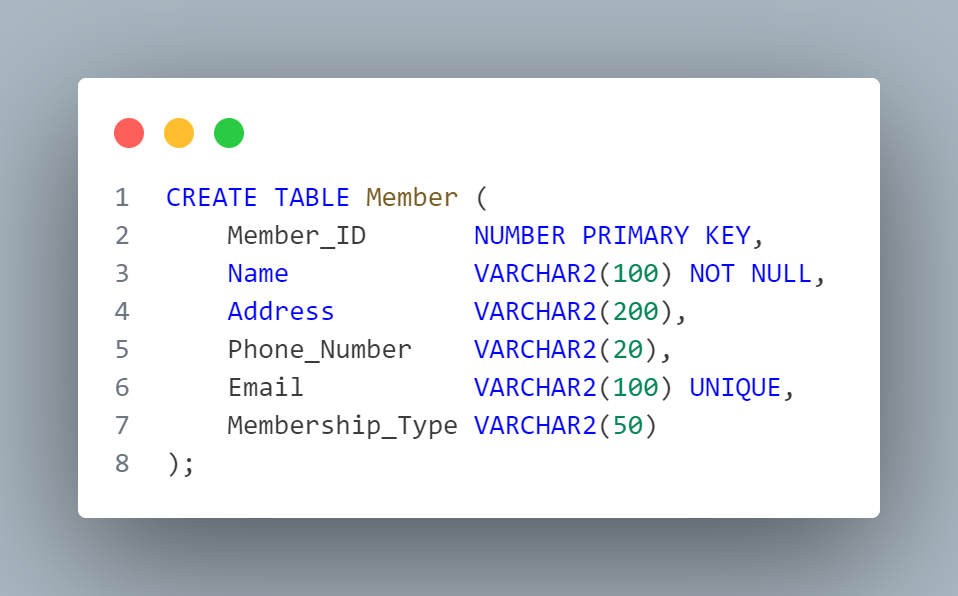 1 CREATE TABLE Member (
2     Member_ID       NUMBER PRIMARY KEY,
3     Name            VARCHAR2(100) NOT NULL,
4     Address         VARCHAR2(200),
5     Phone_Number    VARCHAR2(20),
6     Email           VARCHAR2(100) UNIQUE,
7     Membership_Type VARCHAR2(50)
8 );